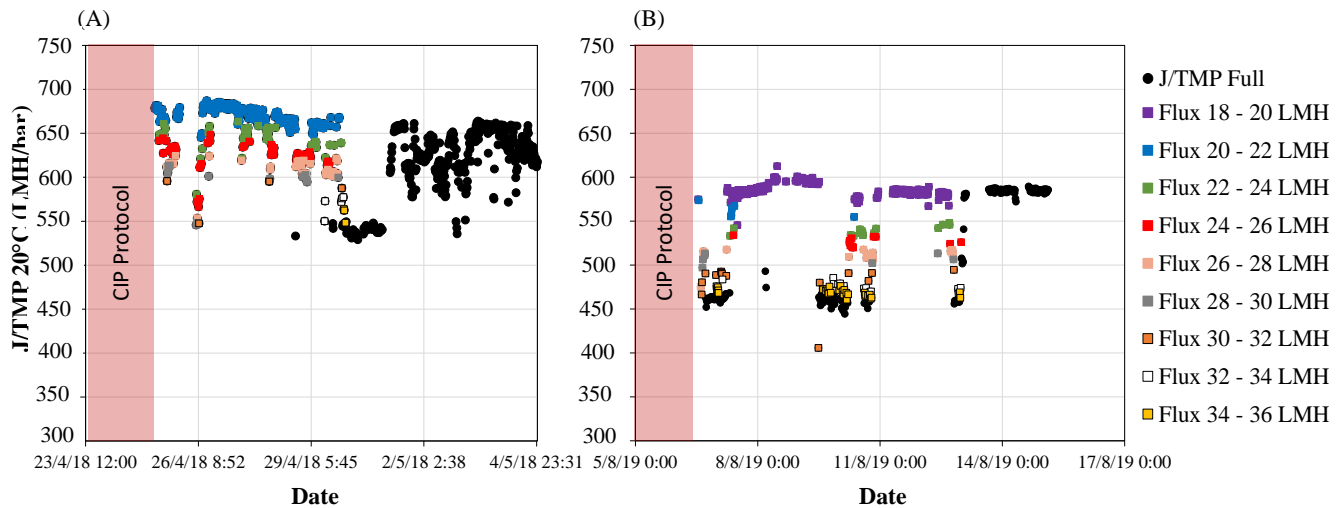 (A)
(B)
J/TMP 20°C (LMH/bar)
750
700
650
600
550
500
450
400
350
300
CIP Protocol
23/4/18 12:00
26/4/18 8:52
29/4/18 5:45
2/5/18 2:38
4/5/18 23:31
Date
750
700
650
600
550
500
450
400
350
300
CIP Protocol
5/8/19 0:00
8/8/19 0:00
11/8/19 0:00
14/8/19 0:00
17/8/19 0:00
Date
J/TMP Full
Flux 18 - 20 LMH
Flux 20 - 22 LMH
Flux 22 - 24 LMH
Flux 24 - 26 LMH
Flux 26 - 28 LMH
Flux 28 - 30 LMH
Flux 30 - 32 LMH
Flux 32 - 34 LMH
Flux 34 - 36 LMH